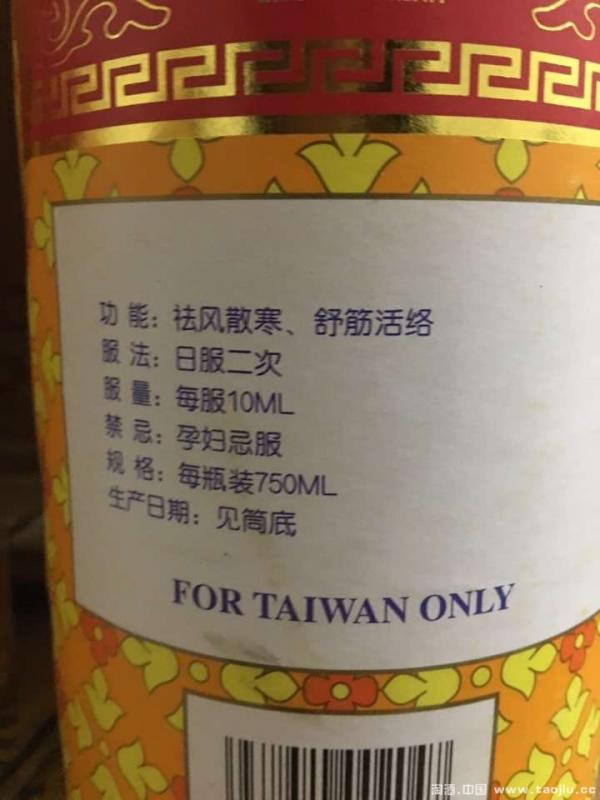 功能：祛风散寒、舒筋活络
服法：日服二次
服量：每服10ML
禁忌：孕妇忌服
规格：每瓶装750ML
生产日期：见筒底
FOR TAIWAN ONLY
淘酒.中国 www.taojiu.cc